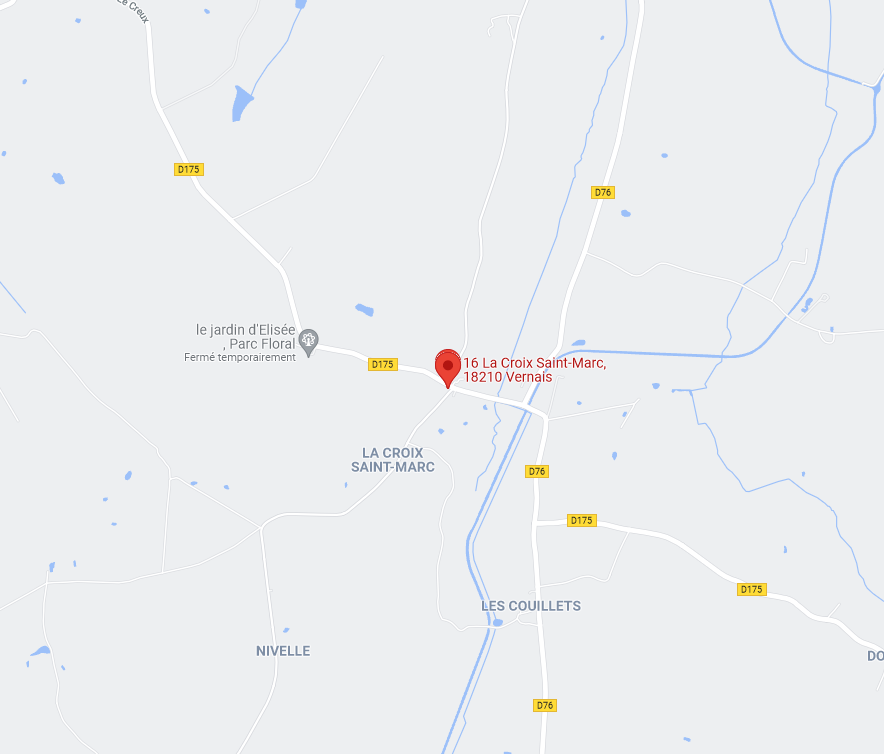 Le Creux
D175
D76
le jardin d'Elisée
, Parc Floral
Fermé temporairement
D175
16 La Croix Saint-Marc,
18210 Vernais
LA CROIX
SAINT-MARC
D76
D175
D175
LES COUILLETS
NIVELLE
DO
D76